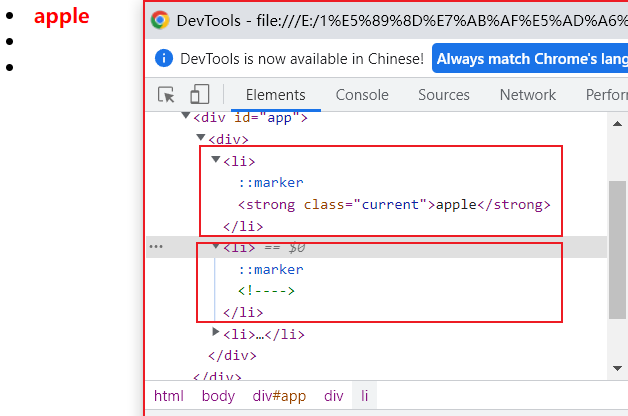 apple
DevTools - file:///E:/1%E5%89%8D%E7%AB%AF%E5%AD%A6%
DevTools is now available in Chinese! Always match Chrome's lang
Elements Console Sources Network Perfor
<div id="app">
<div>
<li>
::marker
<strong class="current">apple</strong>
</li>
<li> == $0
::marker
<!---->
</li>
<li>…</li>
</div>
</div>
html body div#app div li